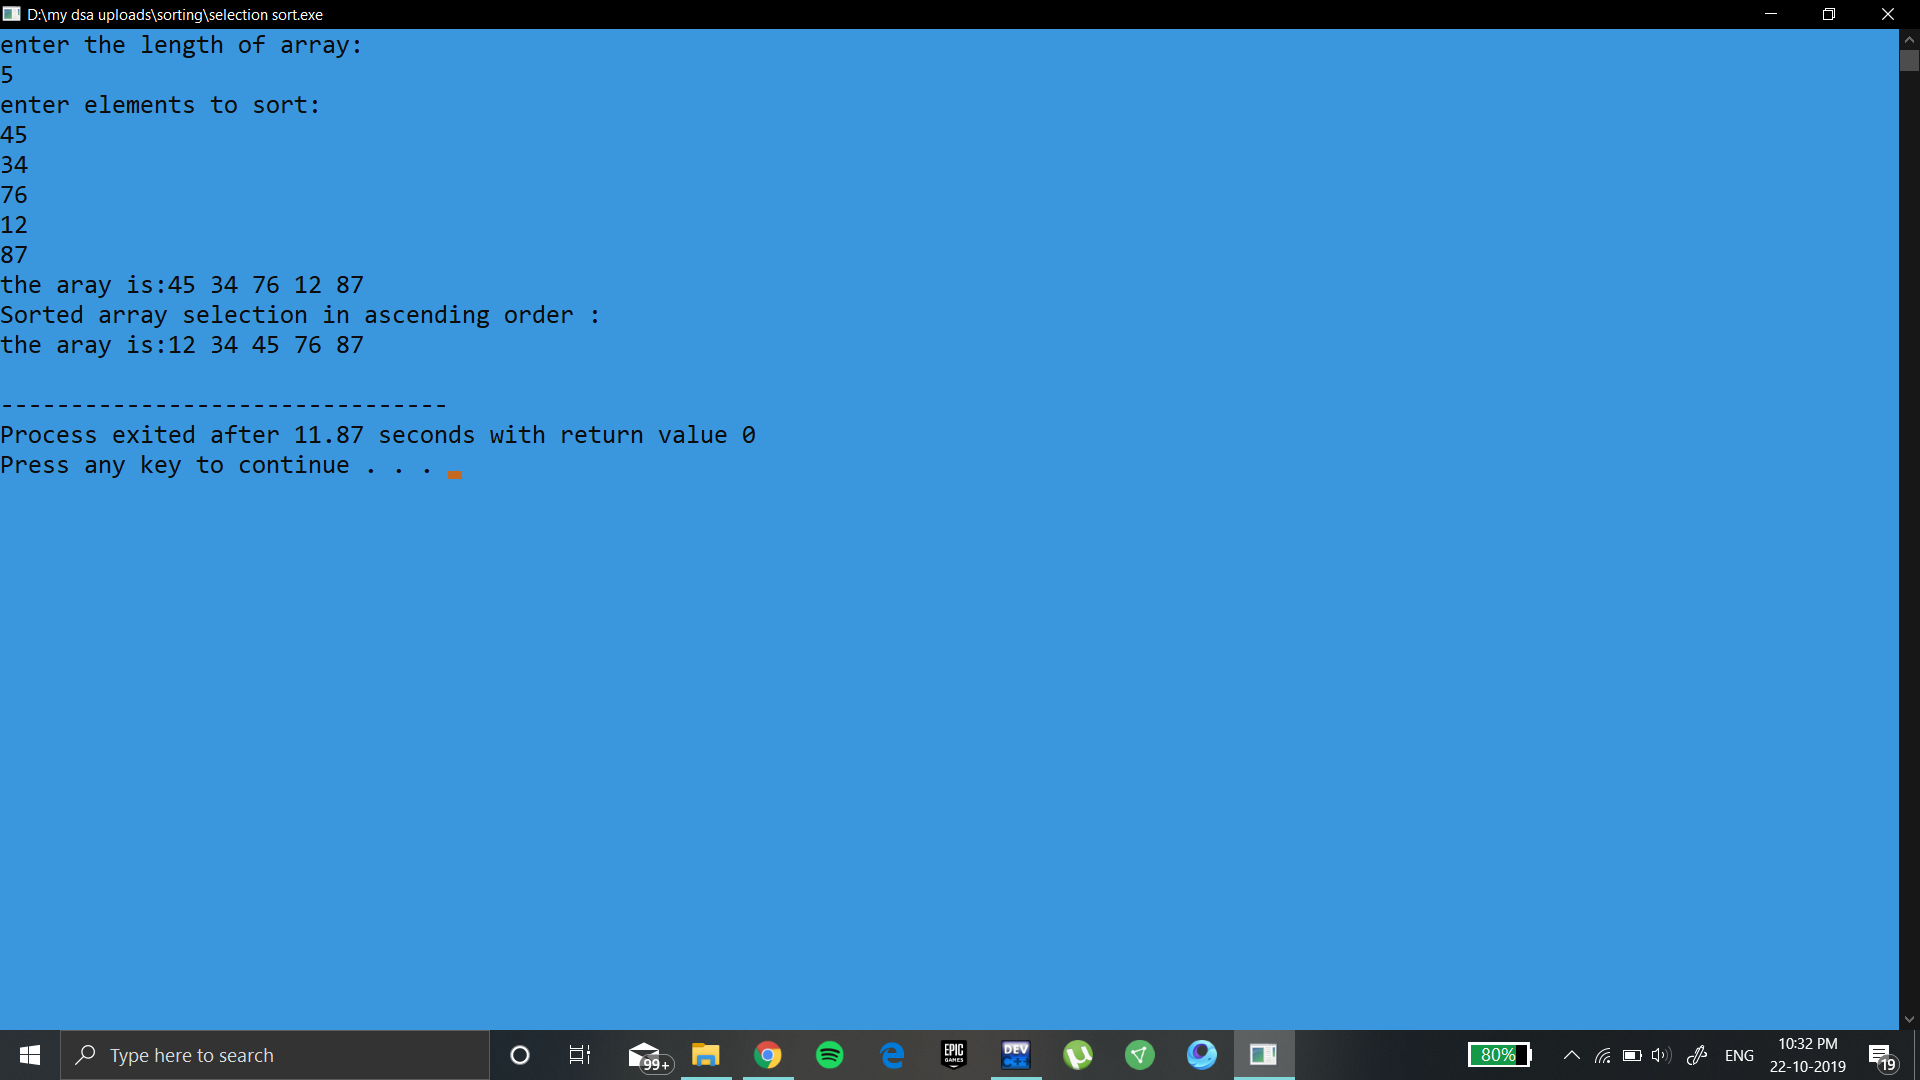 D:\my dsa uploads\sorting\selection sort.exe
enter the length of array:
5
enter elements to sort:
45
34
76
12
87
the aray is:45 34 76 12 87
Sorted array selection in ascending order :
the aray is:12 34 45 76 87
--------------------------------
Process exited after 11.87 seconds with return value 0
Press any key to continue . . .
Type here to search
99+
EPIC
GAMES
DEV
C++
80%
ENG
10:32 PM
22-10-2019
19